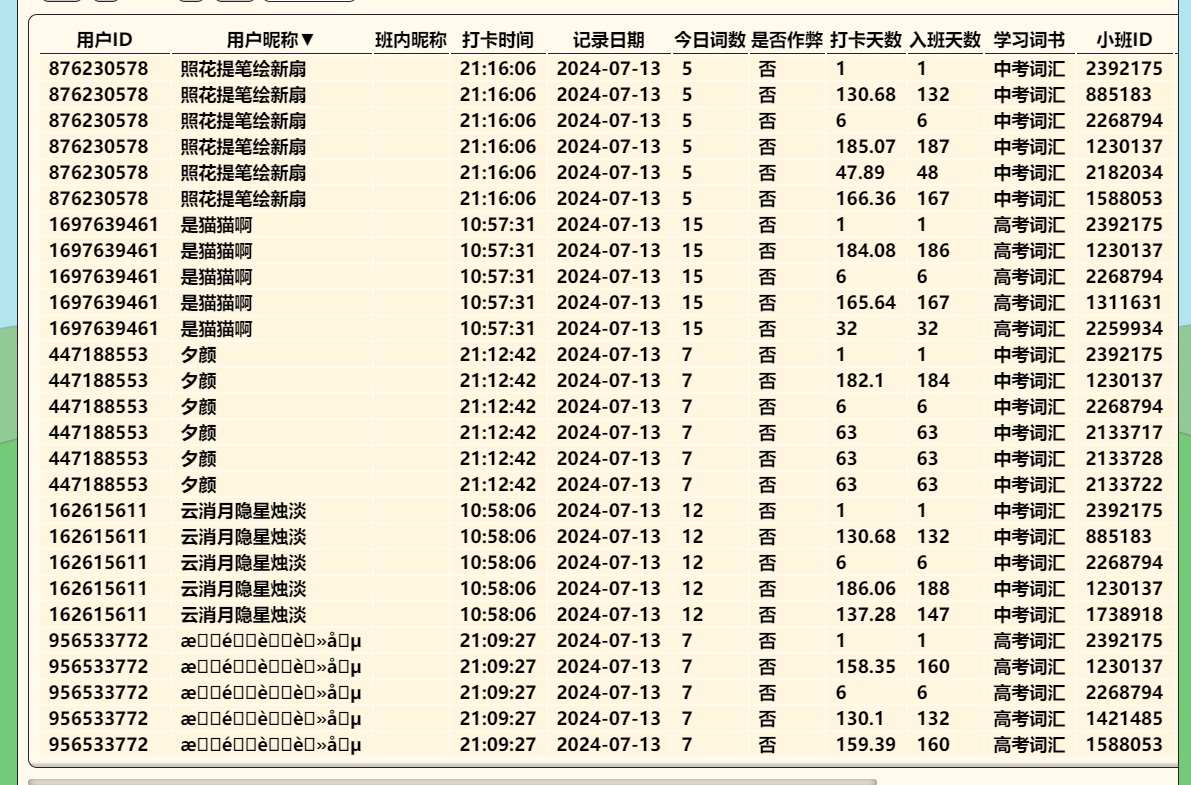 用户ID 用户昵称▼ 班内昵称 打卡时间 记录日期 今日词数 是否作弊 打卡天数 入班天数 学习词书 小班ID
876230578 照花提笔绘新扇 21:16:06 2024-07-13 5 否 1 1 中考词汇 2392175
876230578 照花提笔绘新扇 21:16:06 2024-07-13 5 否 130.68 132 中考词汇 885183
876230578 照花提笔绘新扇 21:16:06 2024-07-13 5 否 6 6 中考词汇 2268794
876230578 照花提笔绘新扇 21:16:06 2024-07-13 5 否 185.07 187 中考词汇 1230137
876230578 照花提笔绘新扇 21:16:06 2024-07-13 5 否 47.89 48 中考词汇 2182034
876230578 照花提笔绘新扇 21:16:06 2024-07-13 5 否 166.36 167 中考词汇 1588053
1697639461 是猫猫啊 10:57:31 2024-07-13 15 否 1 1 高考词汇 2392175
1697639461 是猫猫啊 10:57:31 2024-07-13 15 否 184.08 186 高考词汇 1230137
1697639461 是猫猫啊 10:57:31 2024-07-13 15 否 6 6 高考词汇 2268794
1697639461 是猫猫啊 10:57:31 2024-07-13 15 否 165.64 167 高考词汇 1311631
1697639461 是猫猫啊 10:57:31 2024-07-13 15 否 32 32 高考词汇 2259934
447188553 夕颜 21:12:42 2024-07-13 7 否 1 1 中考词汇 2392175
447188553 夕颜 21:12:42 2024-07-13 7 否 182.1 184 中考词汇 1230137
447188553 夕颜 21:12:42 2024-07-13 7 否 6 6 中考词汇 2268794
447188553 夕颜 21:12:42 2024-07-13 7 否 63 63 中考词汇 2133717
447188553 夕颜 21:12:42 2024-07-13 7 否 63 63 中考词汇 2133728
447188553 夕颜 21:12:42 2024-07-13 7 否 63 63 中考词汇 2133722
162615611 云消月隐星烛淡 10:58:06 2024-07-13 12 否 1 1 中考词汇 2392175
162615611 云消月隐星烛淡 10:58:06 2024-07-13 12 否 130.68 132 中考词汇 885183
162615611 云消月隐星烛淡 10:58:06 2024-07-13 12 否 6 6 中考词汇 2268794
162615611 云消月隐星烛淡 10:58:06 2024-07-13 12 否 186.06 188 中考词汇 1230137
162615611 云消月隐星烛淡 10:58:06 2024-07-13 12 否 137.28 147 中考词汇 1738918
956533772 æ□□é□□è□□è□»å□µ 21:09:27 2024-07-13 7 否 1 1 高考词汇 2392175
956533772 æ□□é□□è□□è□»å□µ 21:09:27 2024-07-13 7 否 158.35 160 高考词汇 1230137
956533772 æ□□é□□è□□è□»å□µ 21:09:27 2024-07-13 7 否 6 6 高考词汇 2268794
956533772 æ□□é□□è□□è□»å□µ 21:09:27 2024-07-13 7 否 130.1 132 高考词汇 1421485
956533772 æ□□é□□è□□è□»å□µ 21:09:27 2024-07-13 7 否 159.39 160 高考词汇 1588053